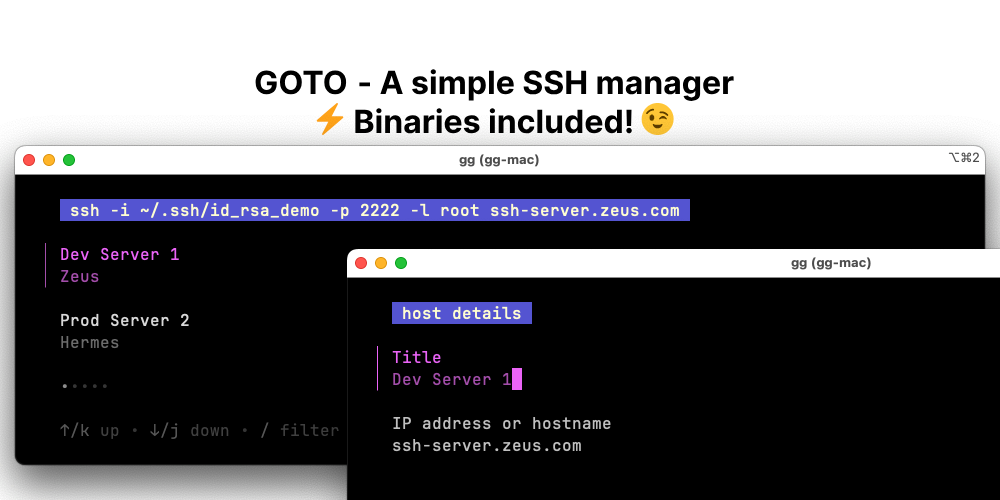 GOTO - A simple SSH manager
⚡ Binaries included! 😉
gg (gg-mac)
⌥⌘2
ssh -i ~/.ssh/id_rsa_demo -p 2222 -l root ssh-server.zeus.com
Dev Server 1
Zeus
Prod Server 2
Hermes
•••••
↑/k up • ↓/j down • / filter
gg (gg-mac)
host details
Title
Dev Server 1
IP address or hostname
ssh-server.zeus.com